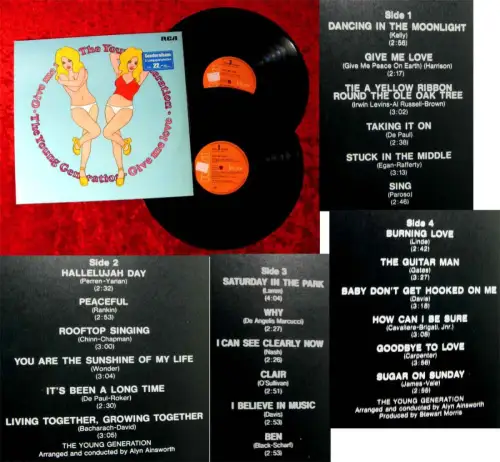 RCA
Give me
The Young Generation
Give me love
The Young Generation
Side 1
DANCING IN THE MOONLIGHT
(Kelly)
(2:56)
GIVE ME LOVE
(Give Me Peace On Earth) (Harrison)
(2:17)
TIE A YELLOW RIBBON
ROUND THE OLE OAK TREE
(Irwin Levins-Al Russell-Brown)
(3:02)
TAKING IT ON
(De Paul)
(2:38)
STUCK IN THE MIDDLE
(Egan-Rafferty)
(3:13)
SING
(Paroso)
(2:46)
Side 2
HALLELUJAH DAY
(Perren-Yarian)
(2:32)
PEACEFUL
(Rankin)
(2:53)
ROOFTOP SINGING
(Chinn-Chapman)
(3:00)
YOU ARE THE SUNSHINE OF MY LIFE
(Wonder)
(3:04)
IT'S BEEN A LONG TIME
(De Paul-Roker)
(2:30)
LIVING TOGETHER, GROWING TOGETHER
(Bacharach-David)
(3:05)
THE YOUNG GENERATION
Arranged and conducted by Alyn Ainsworth
Side 3
SATURDAY IN THE PARK
(Lamm)
(4:04)
WHY
(De Angelis Marcucci)
(2:27)
I CAN SEE CLEARLY NOW
(Nash)
(2:26)
CLAIR
(O'Sullivan)
(2:51)
I BELIEVE IN MUSIC
(Davis)
(2:53)
BEN
(Black-Scharf)
(2:53)
Side 4
BURNING LOVE
(Linde)
(2:42)
THE GUITAR MAN
(Gates)
(3:27)
BABY DON'T GET HOOKED ON ME
(Davis)
(3:18)
HOW CAN I BE SURE
(Cavaliere-Brigati, Jnr.)
(3:05)
GOODBYE TO LOVE
(Carpenter)
(3:56)
SUGAR ON SUNDAY
(James-Vale)
(2:56)
THE YOUNG GENERATION
Arranged and conducted by Alyn Ainsworth
Produced by Stewart Morris